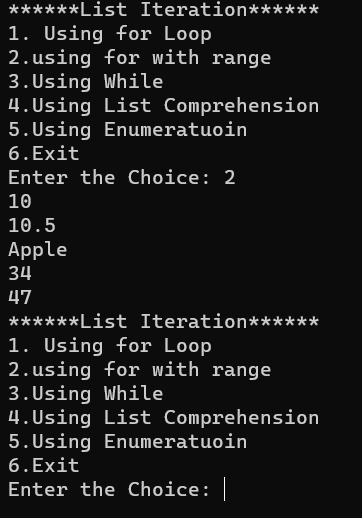 ******List Iteration******
1. Using for Loop
2.using for with range
3.Using While
4.Using List Comprehension
5.Using Enumeratuoin
6.Exit
Enter the Choice: 2
10
10.5
Apple
34
47
******List Iteration******
1. Using for Loop
2.using for with range
3.Using While
4.Using List Comprehension
5.Using Enumeratuoin
6.Exit
Enter the Choice: